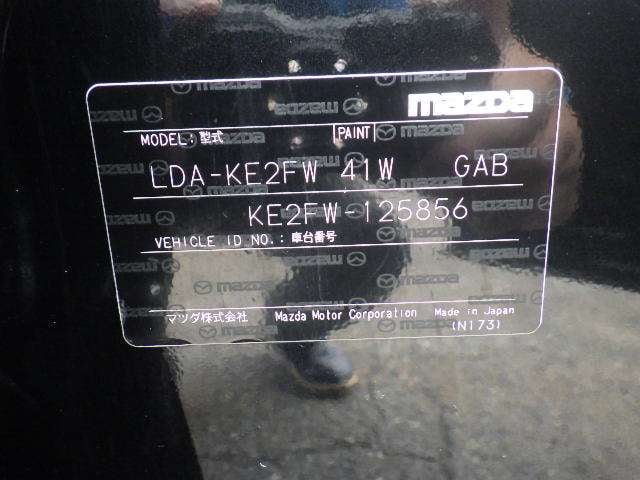 mazda
MODEL:型式 PAINT
LDA-KE2FW 41W GAB
KE2FW-125856
VEHICLE ID NO.:車台番号
マツダ株式会社 Mazda Motor Corporation Made in Japan
(N173)